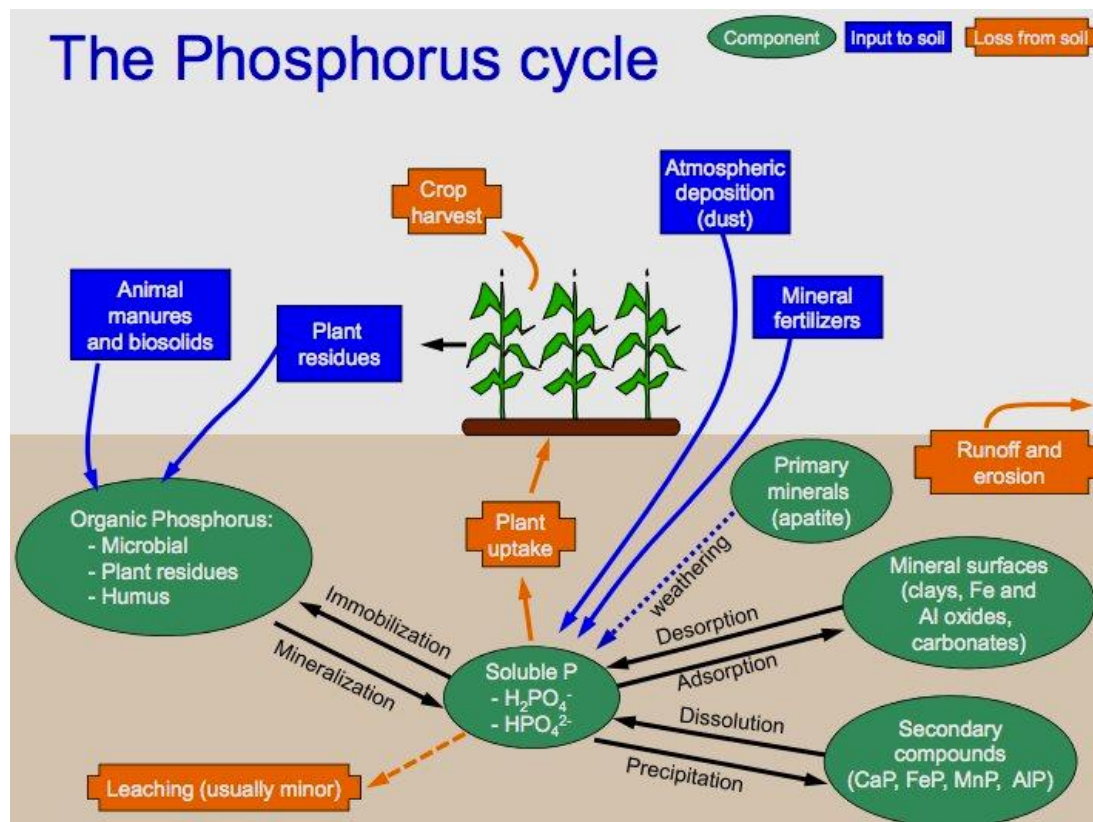 The Phosphorus cycle
Component
Input to soil
Loss from soil
Atmospheric
deposition
(dust)
Crop
harvest
Animal
manures
and biosolids
Plant
residues
Mineral
fertilizers
Runoff and
erosion
Primary
minerals
(apatite)
Organic Phosphorus:
- Microbial
- Plant residues
- Humus
Plant
uptake
weathering
Mineral surfaces
(clays, Fe and
Al oxides,
carbonates)
Immobilization
Mineralization
Desorption
Adsorption
Soluble P
- H₂PO₄⁻
- HPO₄²⁻
Dissolution
Precipitation
Secondary
compounds
(CaP, FeP, MnP, AlP)
Leaching (usually minor)